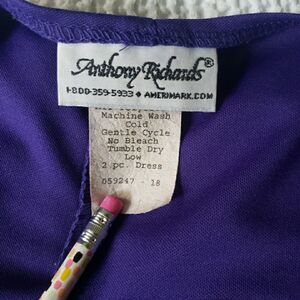 Anthony Richards®
1-800-359-5933 ♦ AMERIMARK.COM
Machine Wash
Cold
Gentle Cycle
No Bleach
Tumble Dry
Low
2 pc. Dress
059247 - 18